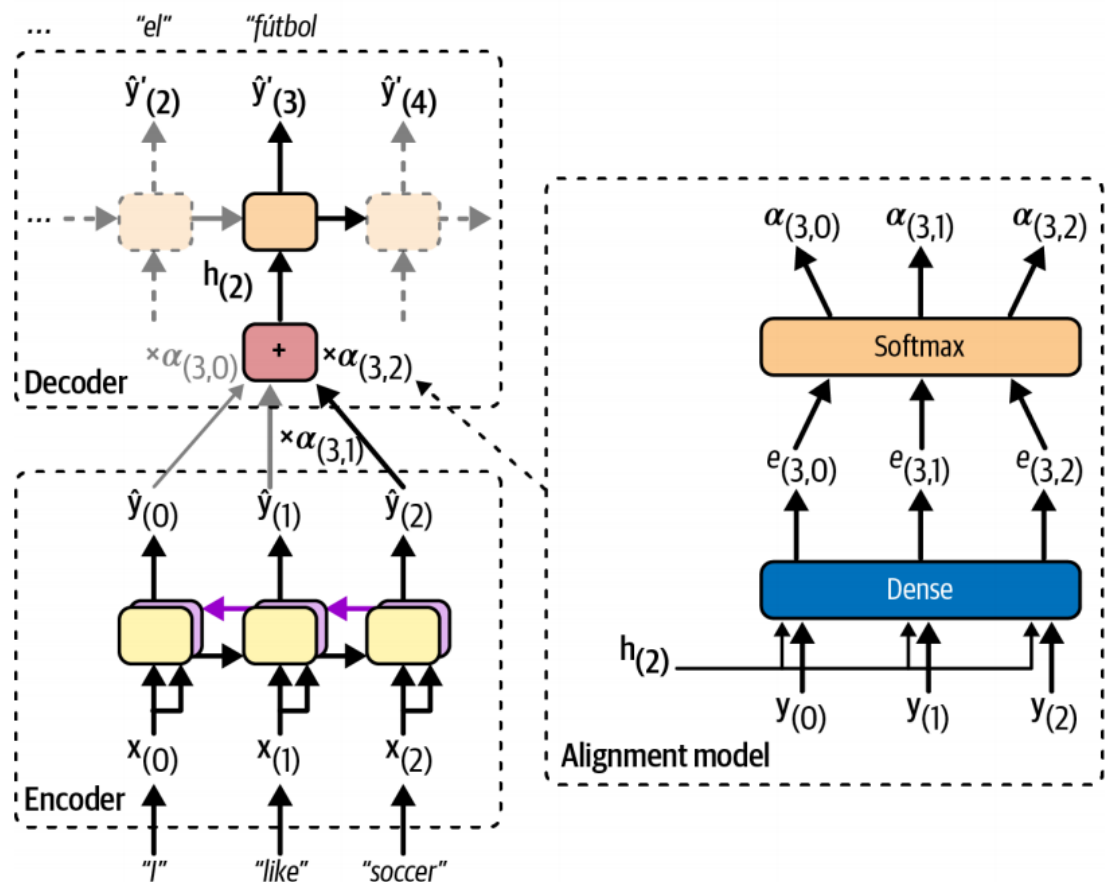 ... "el" "fútbol
ŷ'(2) ŷ'(3) ŷ'(4)
...
h(2)
+
×α(3,0) ×α(3,2)
Decoder
×α(3,1)
ŷ(0) ŷ(1) ŷ(2)
x(0) x(1) x(2)
Encoder
"I" "like" "soccer"
α(3,0) α(3,1) α(3,2)
Softmax
e(3,0) e(3,1) e(3,2)
Dense
h(2)
y(0) y(1) y(2)
Alignment model